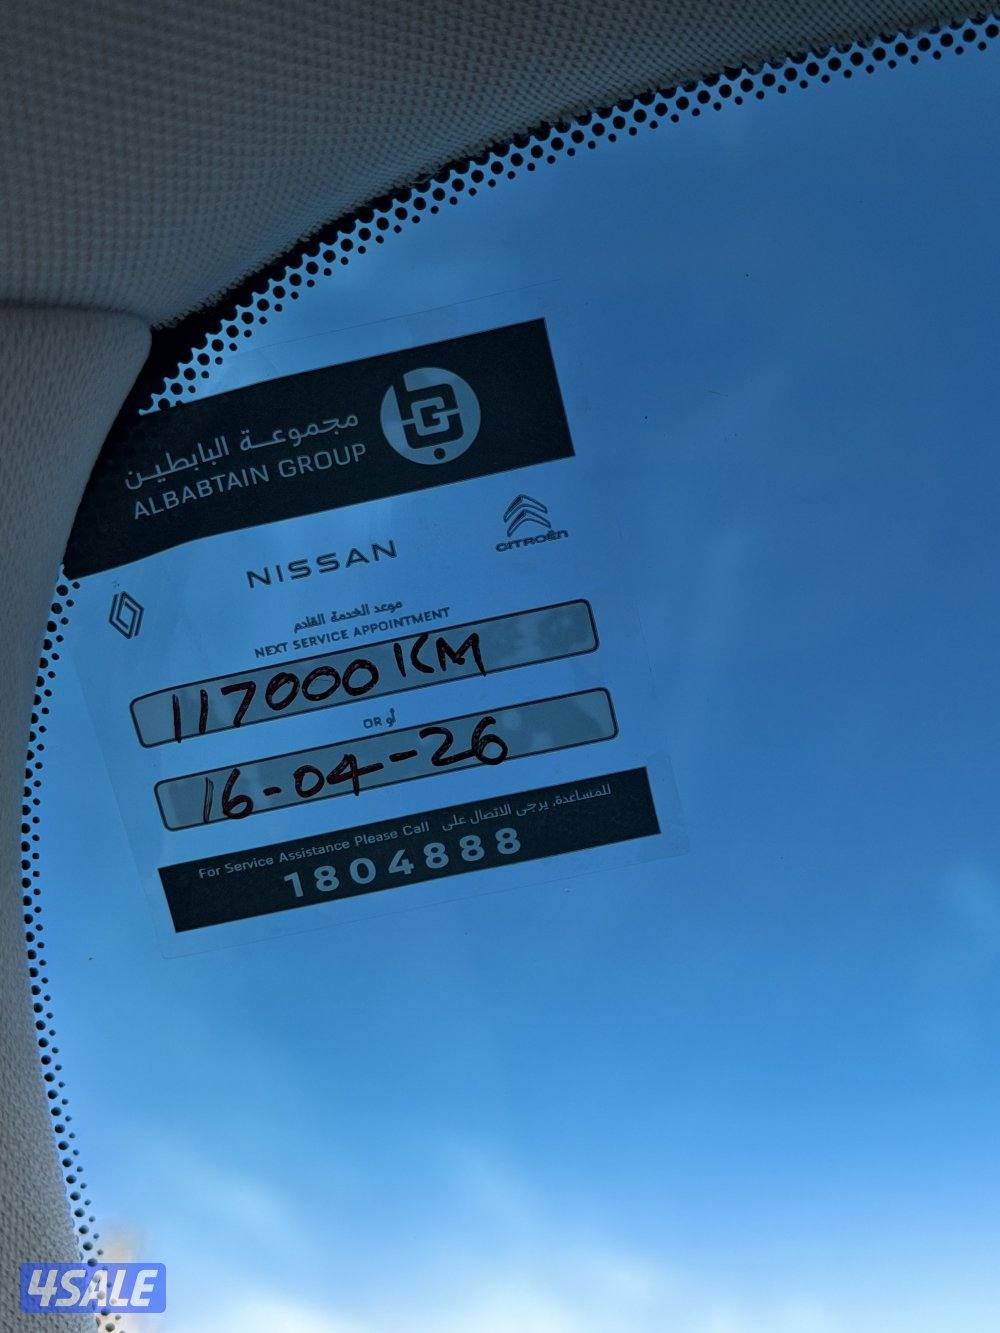 مجموعة البابطين
ALBABTAIN GROUP
NISSAN
CITROËN
موعد الخدمة القادم
NEXT SERVICE APPOINTMENT
117000 KM
OR أو
16-04-26
For Service Assistance Please Call للمساعدة, يرجى الاتصال على
1804888
4SALE